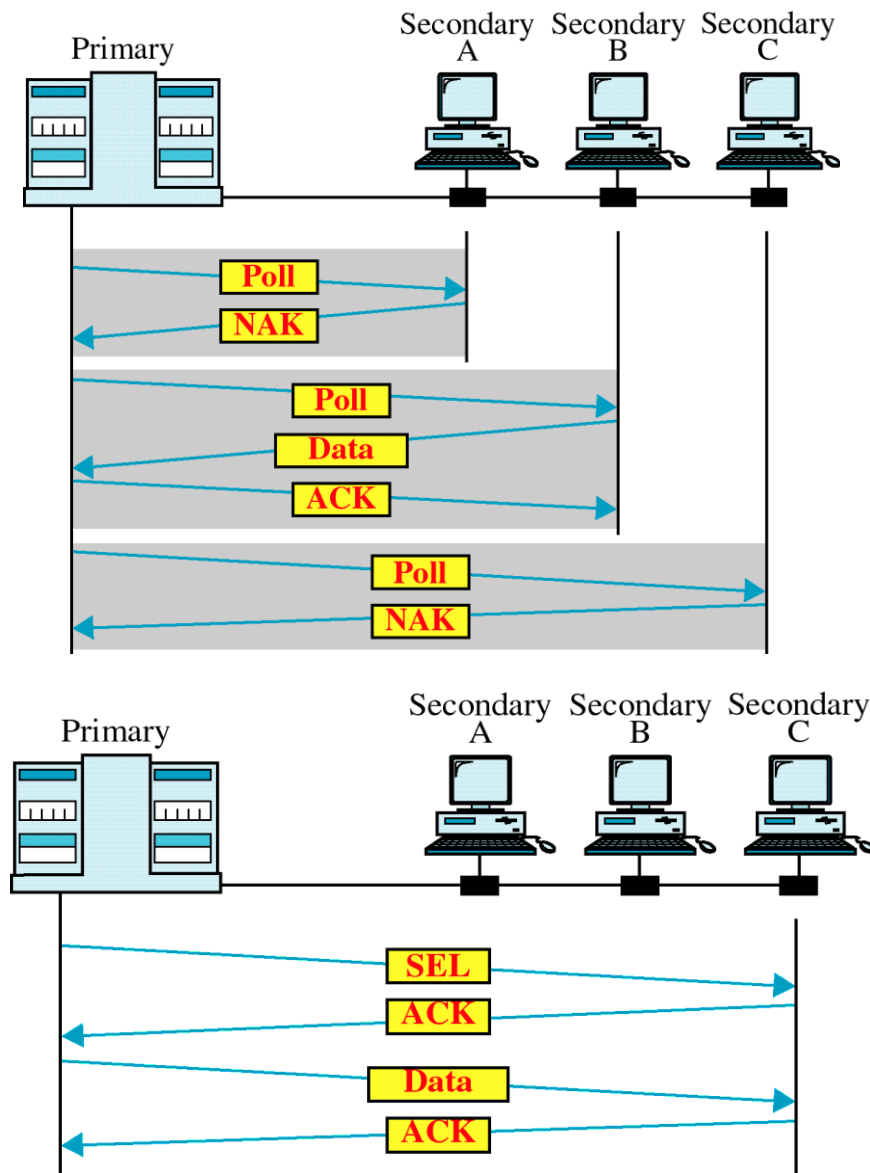 Primary
Secondary A
Secondary B
Secondary C
Poll
NAK
Poll
Data
ACK
Poll
NAK
Primary
Secondary A
Secondary B
Secondary C
SEL
ACK
Data
ACK